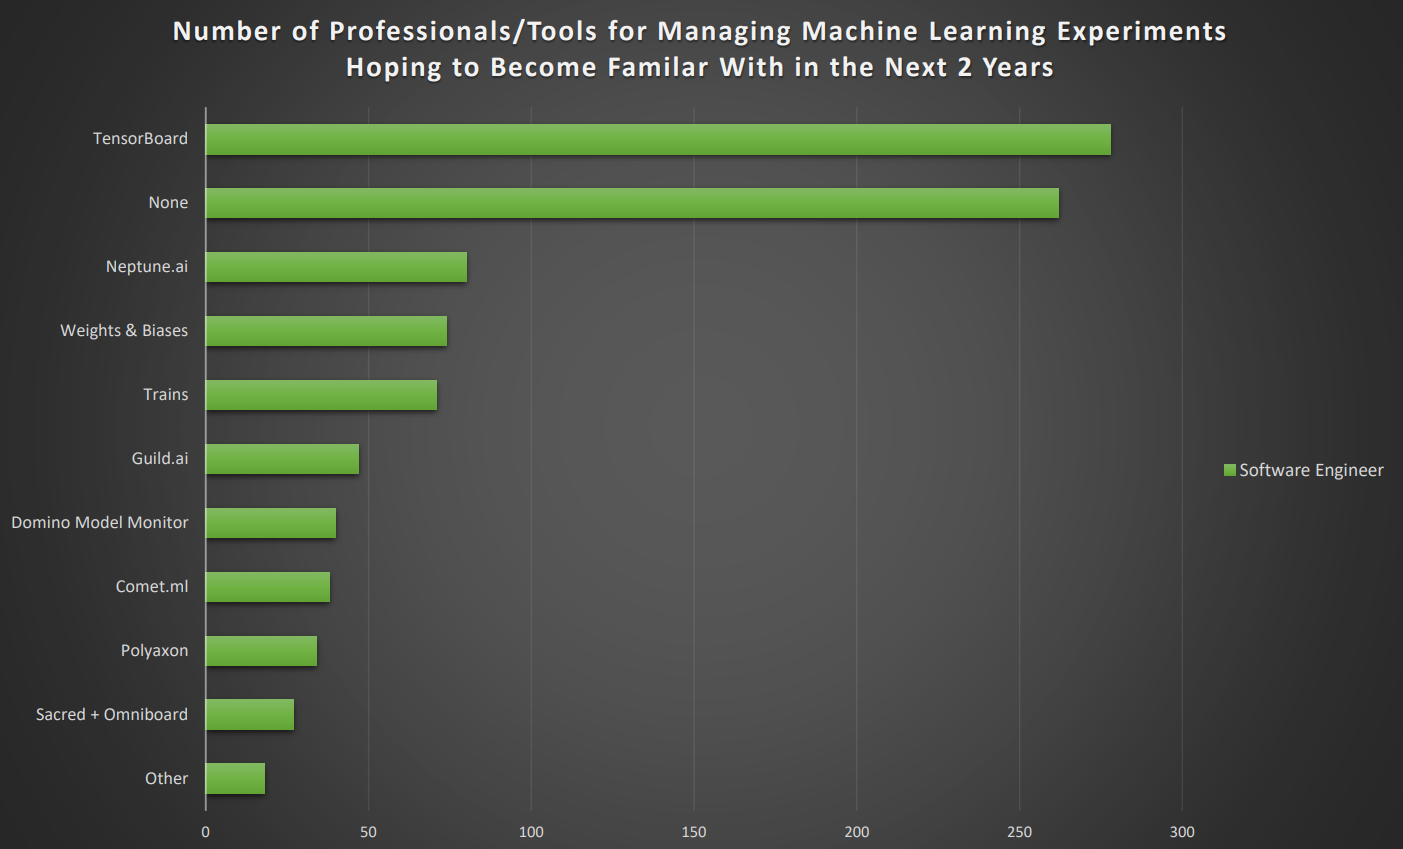 Number of Professionals/Tools for Managing Machine Learning Experiments
Hoping to Become Familar With in the Next 2 Years
TensorBoard
None
Neptune.ai
Weights & Biases
Trains
Guild.ai
Domino Model Monitor
Comet.ml
Polyaxon
Sacred + Omniboard
Other
0 50 100 150 200 250 300
Software Engineer